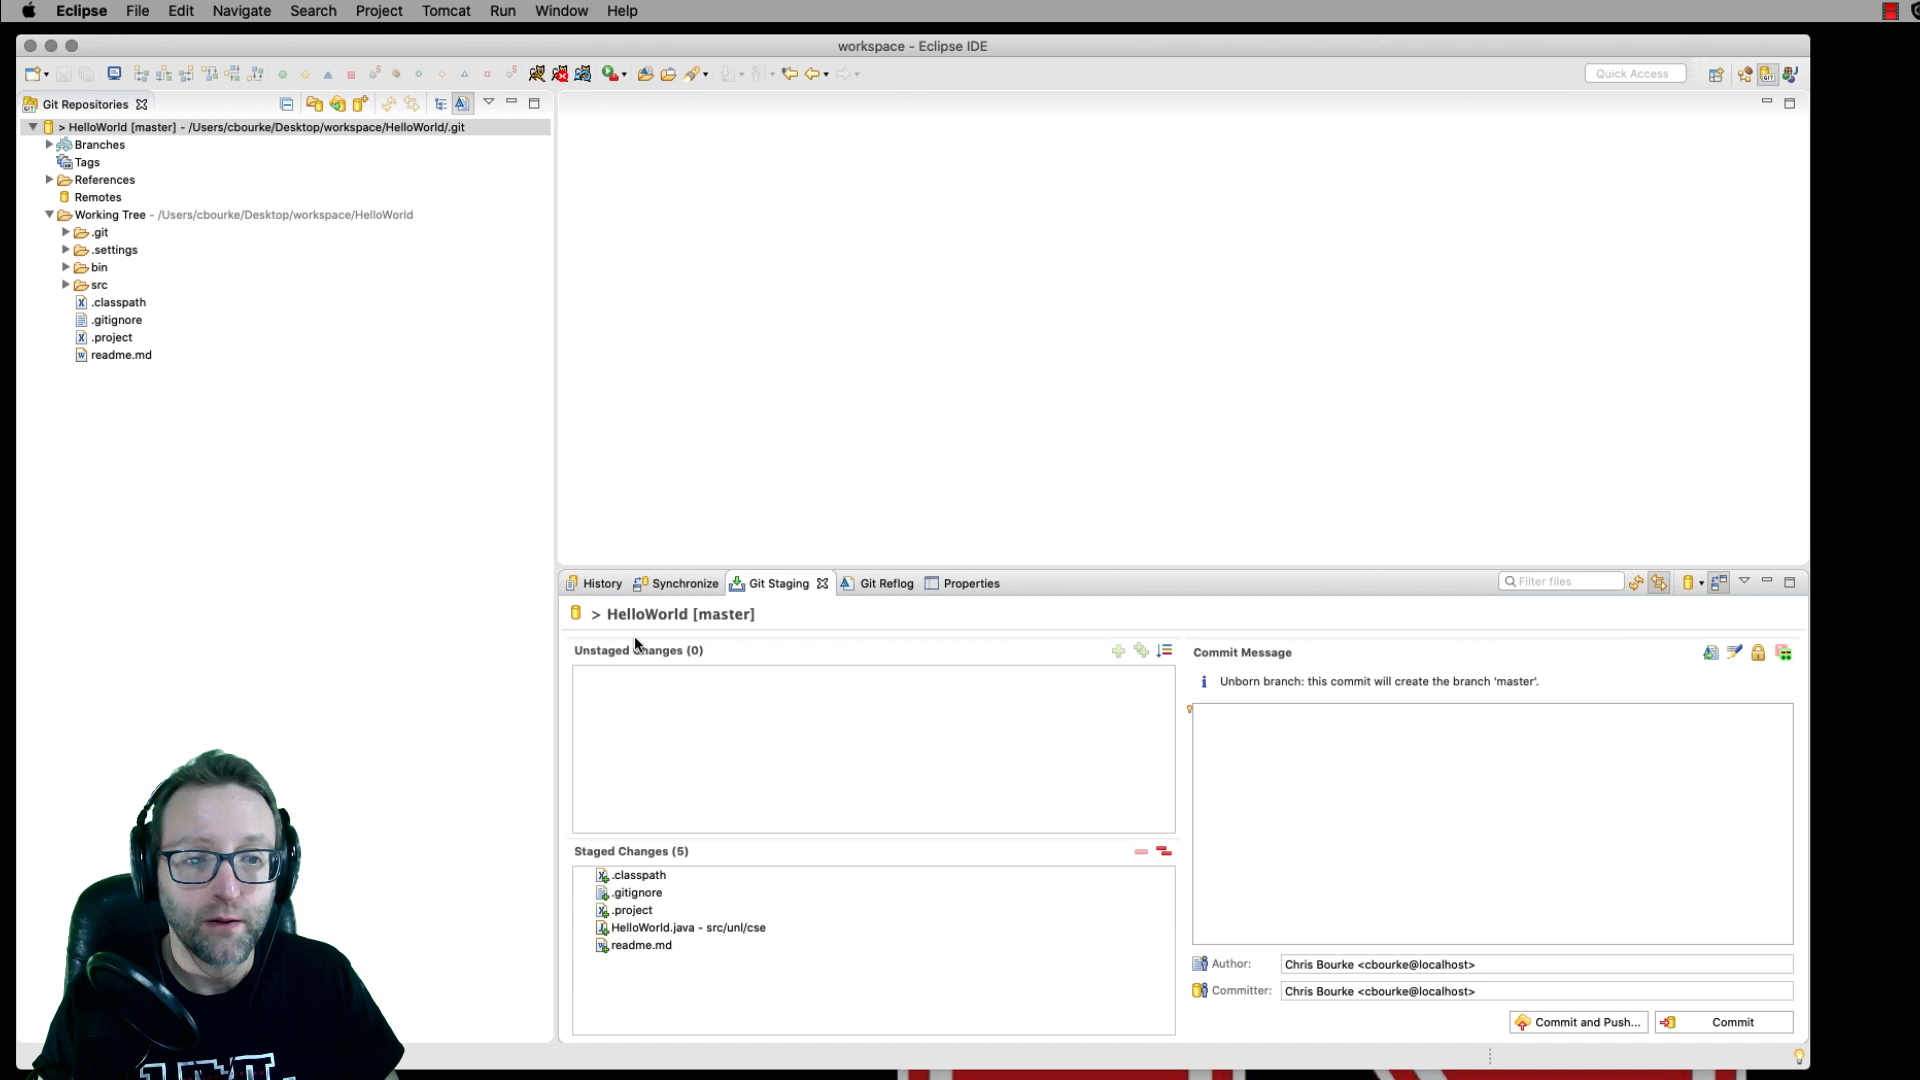 Eclipse File Edit Navigate Search Project Tomcat Run Window Help
workspace - Eclipse IDE
Quick Access
Git Repositories
> HelloWorld [master] - /Users/cbourke/Desktop/workspace/HelloWorld/.git
Branches
Tags
References
Remotes
Working Tree - /Users/cbourke/Desktop/workspace/HelloWorld
.git
.settings
bin
src
.classpath
.gitignore
.project
readme.md
History Synchronize Git Staging Git Reflog Properties
Filter files
> HelloWorld [master]
Unstaged Changes (0)
Commit Message
Unborn branch: this commit will create the branch 'master'.
Staged Changes (5)
.classpath
.gitignore
.project
HelloWorld.java - src/unl/cse
readme.md
Author: Chris Bourke <cbourke@localhost>
Committer: Chris Bourke <cbourke@localhost>
Commit and Push... Commit